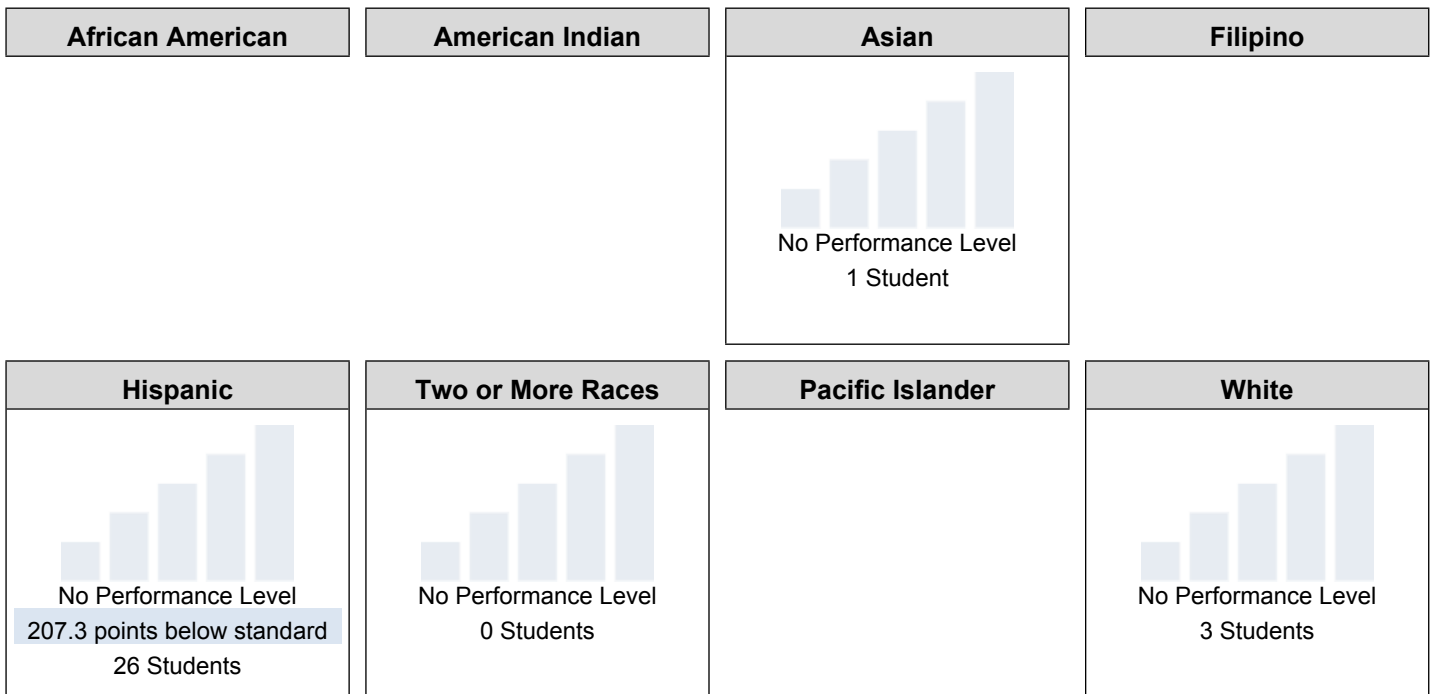 African American
American Indian
Asian
Filipino
No Performance Level
1 Student
Hispanic
Two or More Races
Pacific Islander
White
No Performance Level
207.3 points below standard
26 Students
No Performance Level
0 Students
No Performance Level
3 Students